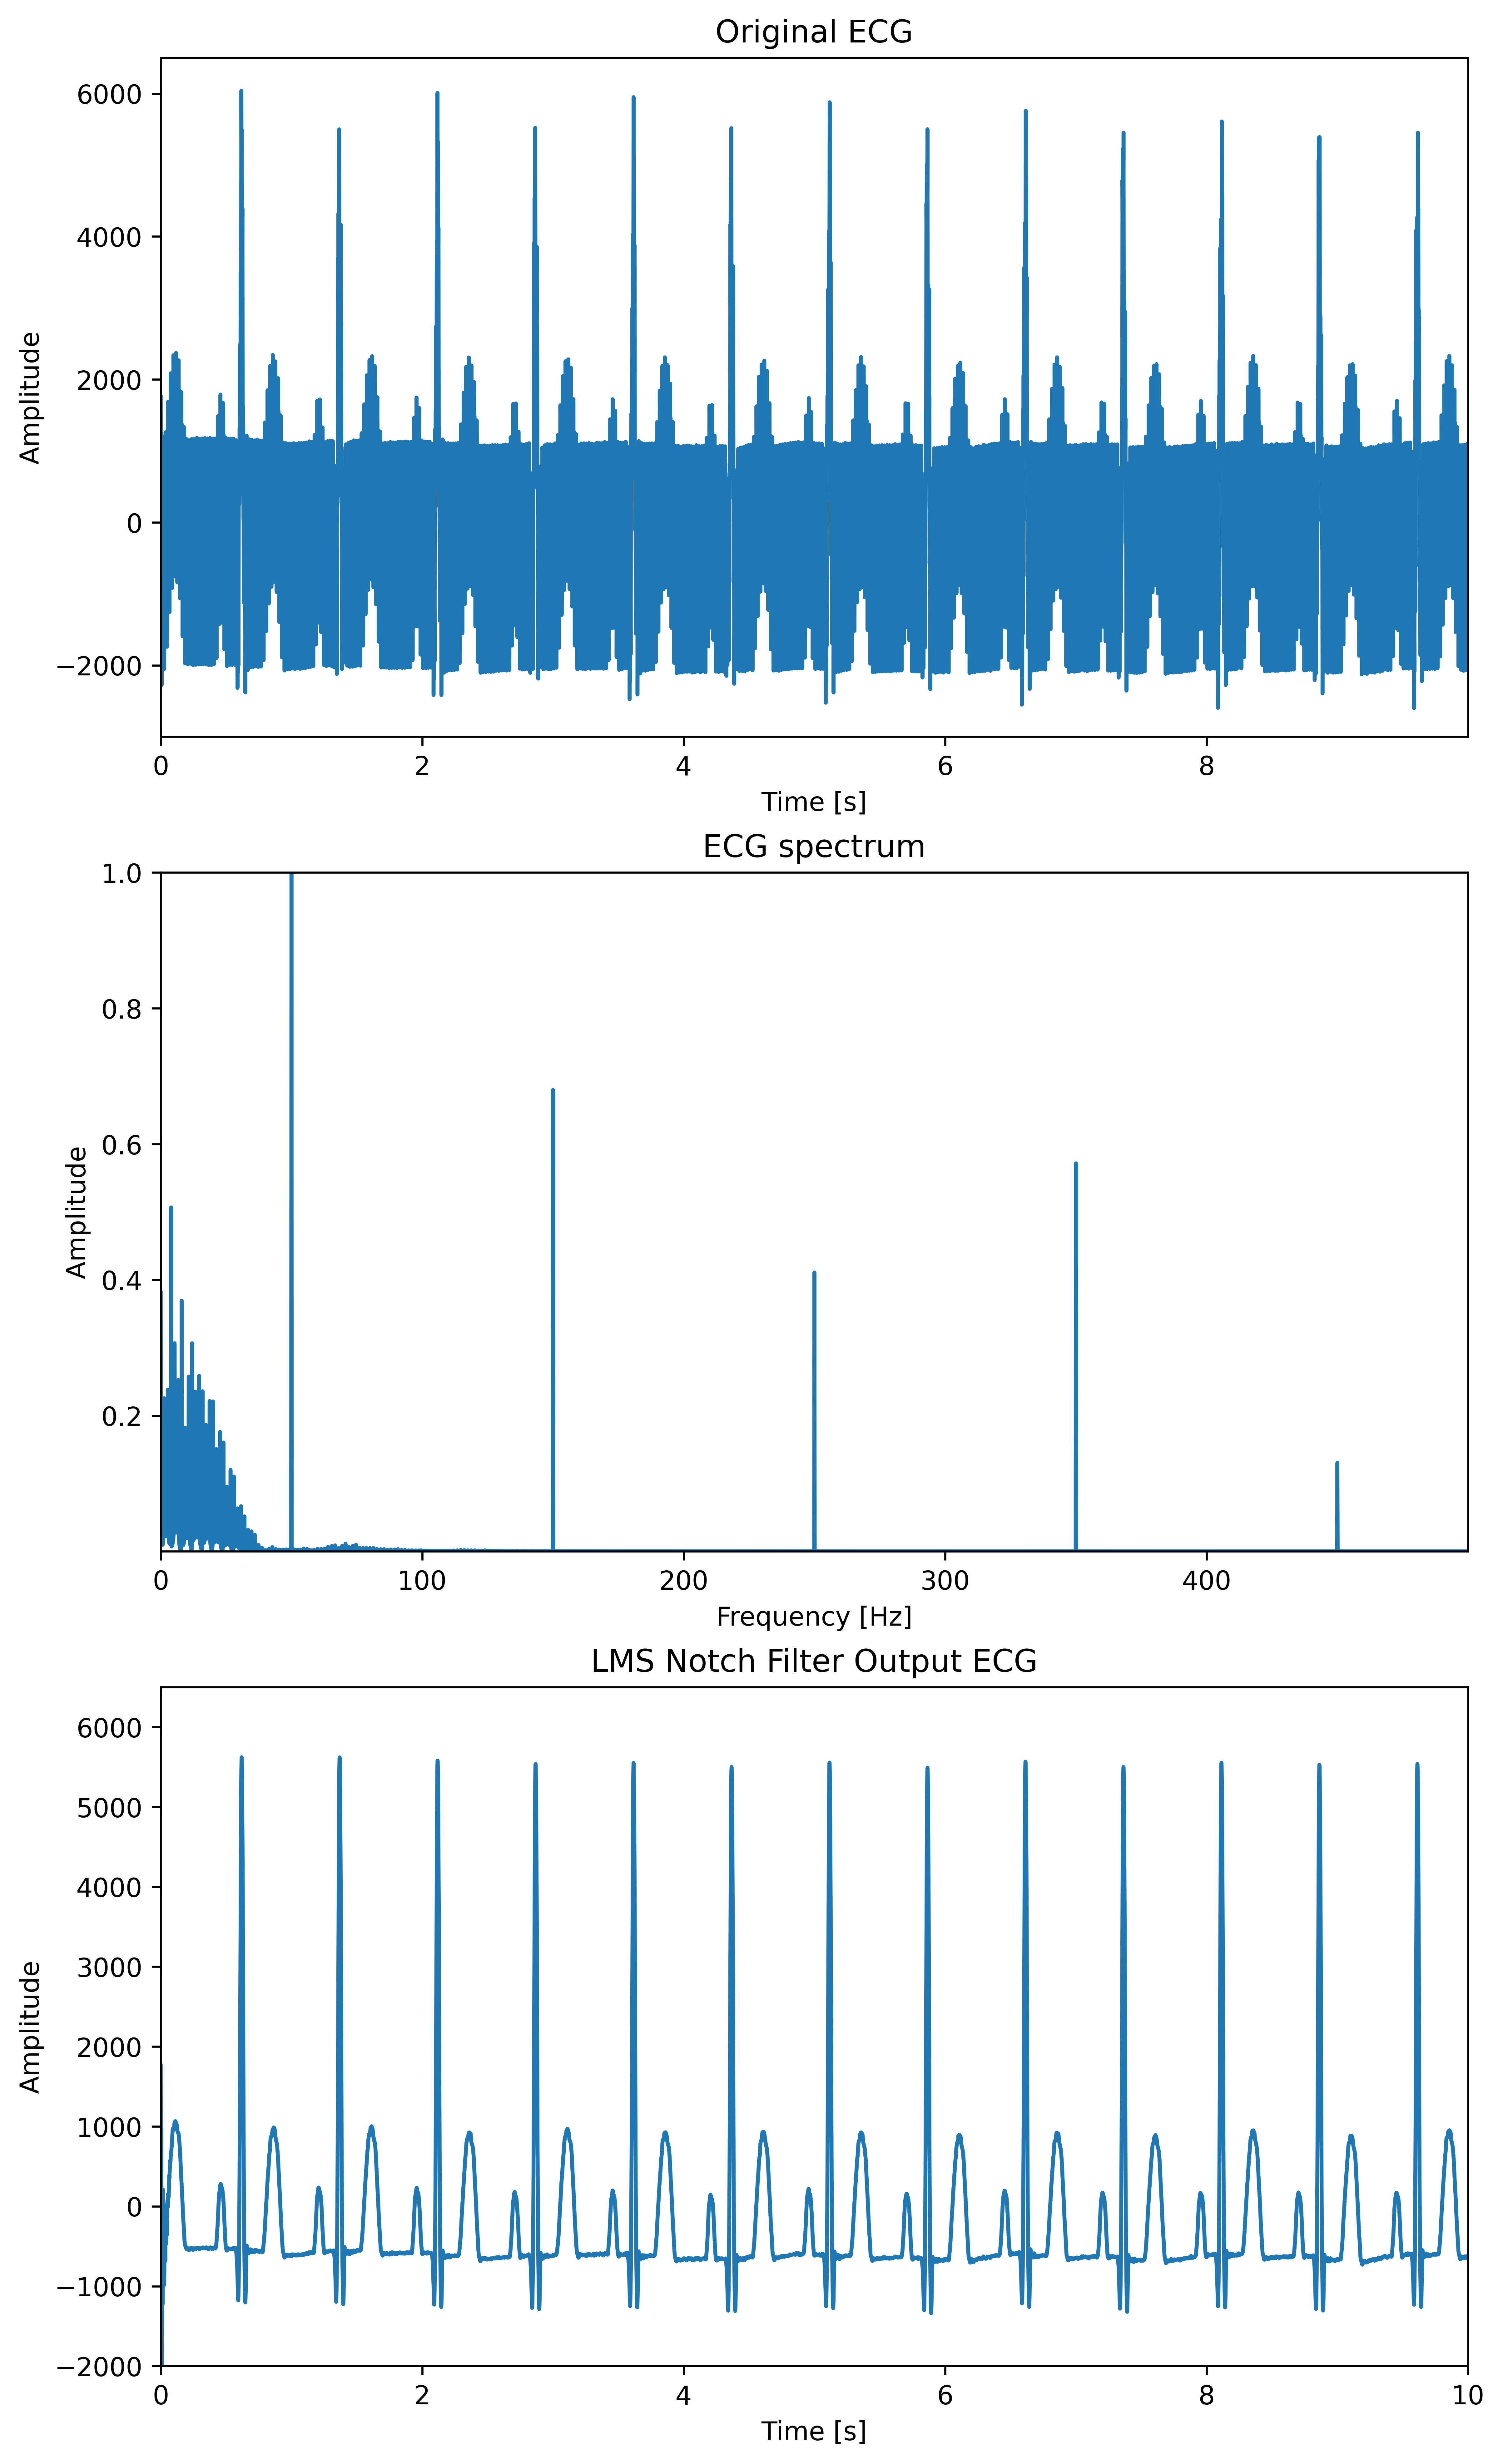 Original ECG
Amplitude
6000
4000
2000
0
−2000
0 2 4 6 8
Time [s]
ECG spectrum
Amplitude
1.0
0.8
0.6
0.4
0.2
0 100 200 300 400
Frequency [Hz]
LMS Notch Filter Output ECG
Amplitude
6000
5000
4000
3000
2000
1000
0
−1000
−2000
0 2 4 6 8 10
Time [s]